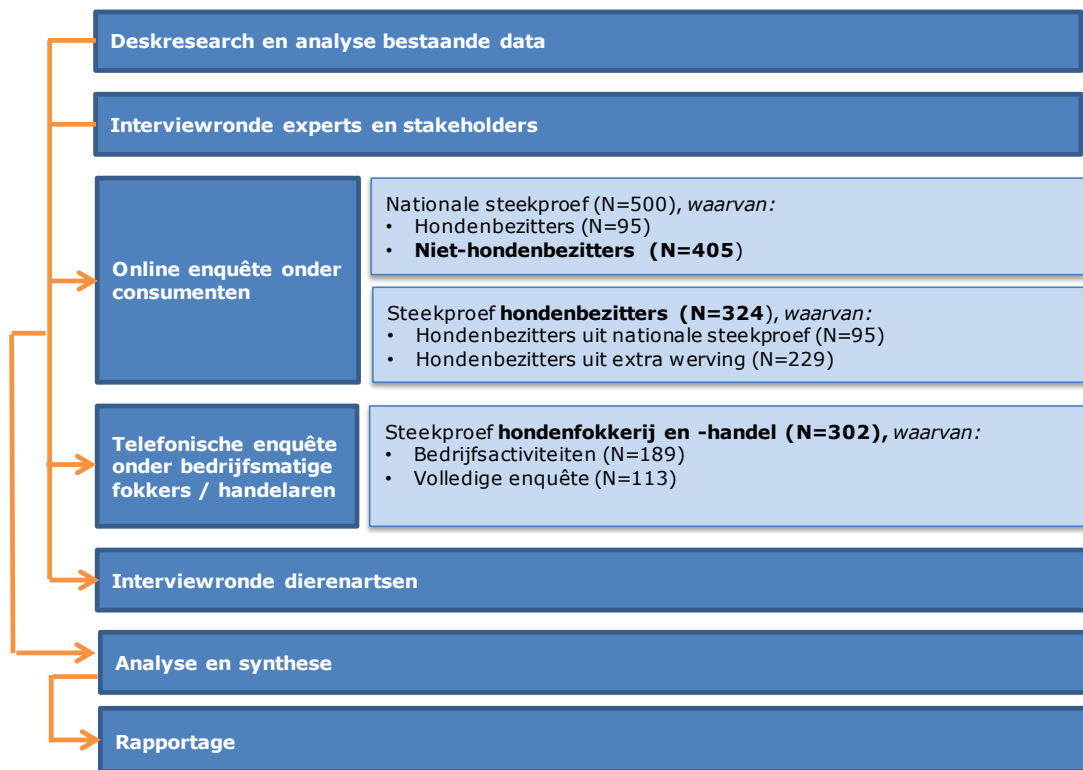 Deskresearch en analyse bestaande data
Interviewronde experts en stakeholders
Online enquête onder
consumenten
Nationale steekproef (N=500), waarvan:
• Hondenbezitters (N=95)
• Niet-hondenbezitters (N=405)
Steekproef hondenbezitters (N=324), waarvan:
• Hondenbezitters uit nationale steekproef (N=95)
• Hondenbezitters uit extra werving (N=229)
Telefonische enquête
onder bedrijfsmatige
fokkers / handelaren
Steekproef hondenfokkerij en -handel (N=302), waarvan:
• Bedrijfsactiviteiten (N=189)
• Volledige enquête (N=113)
Interviewronde dierenartsen
Analyse en synthese
Rapportage